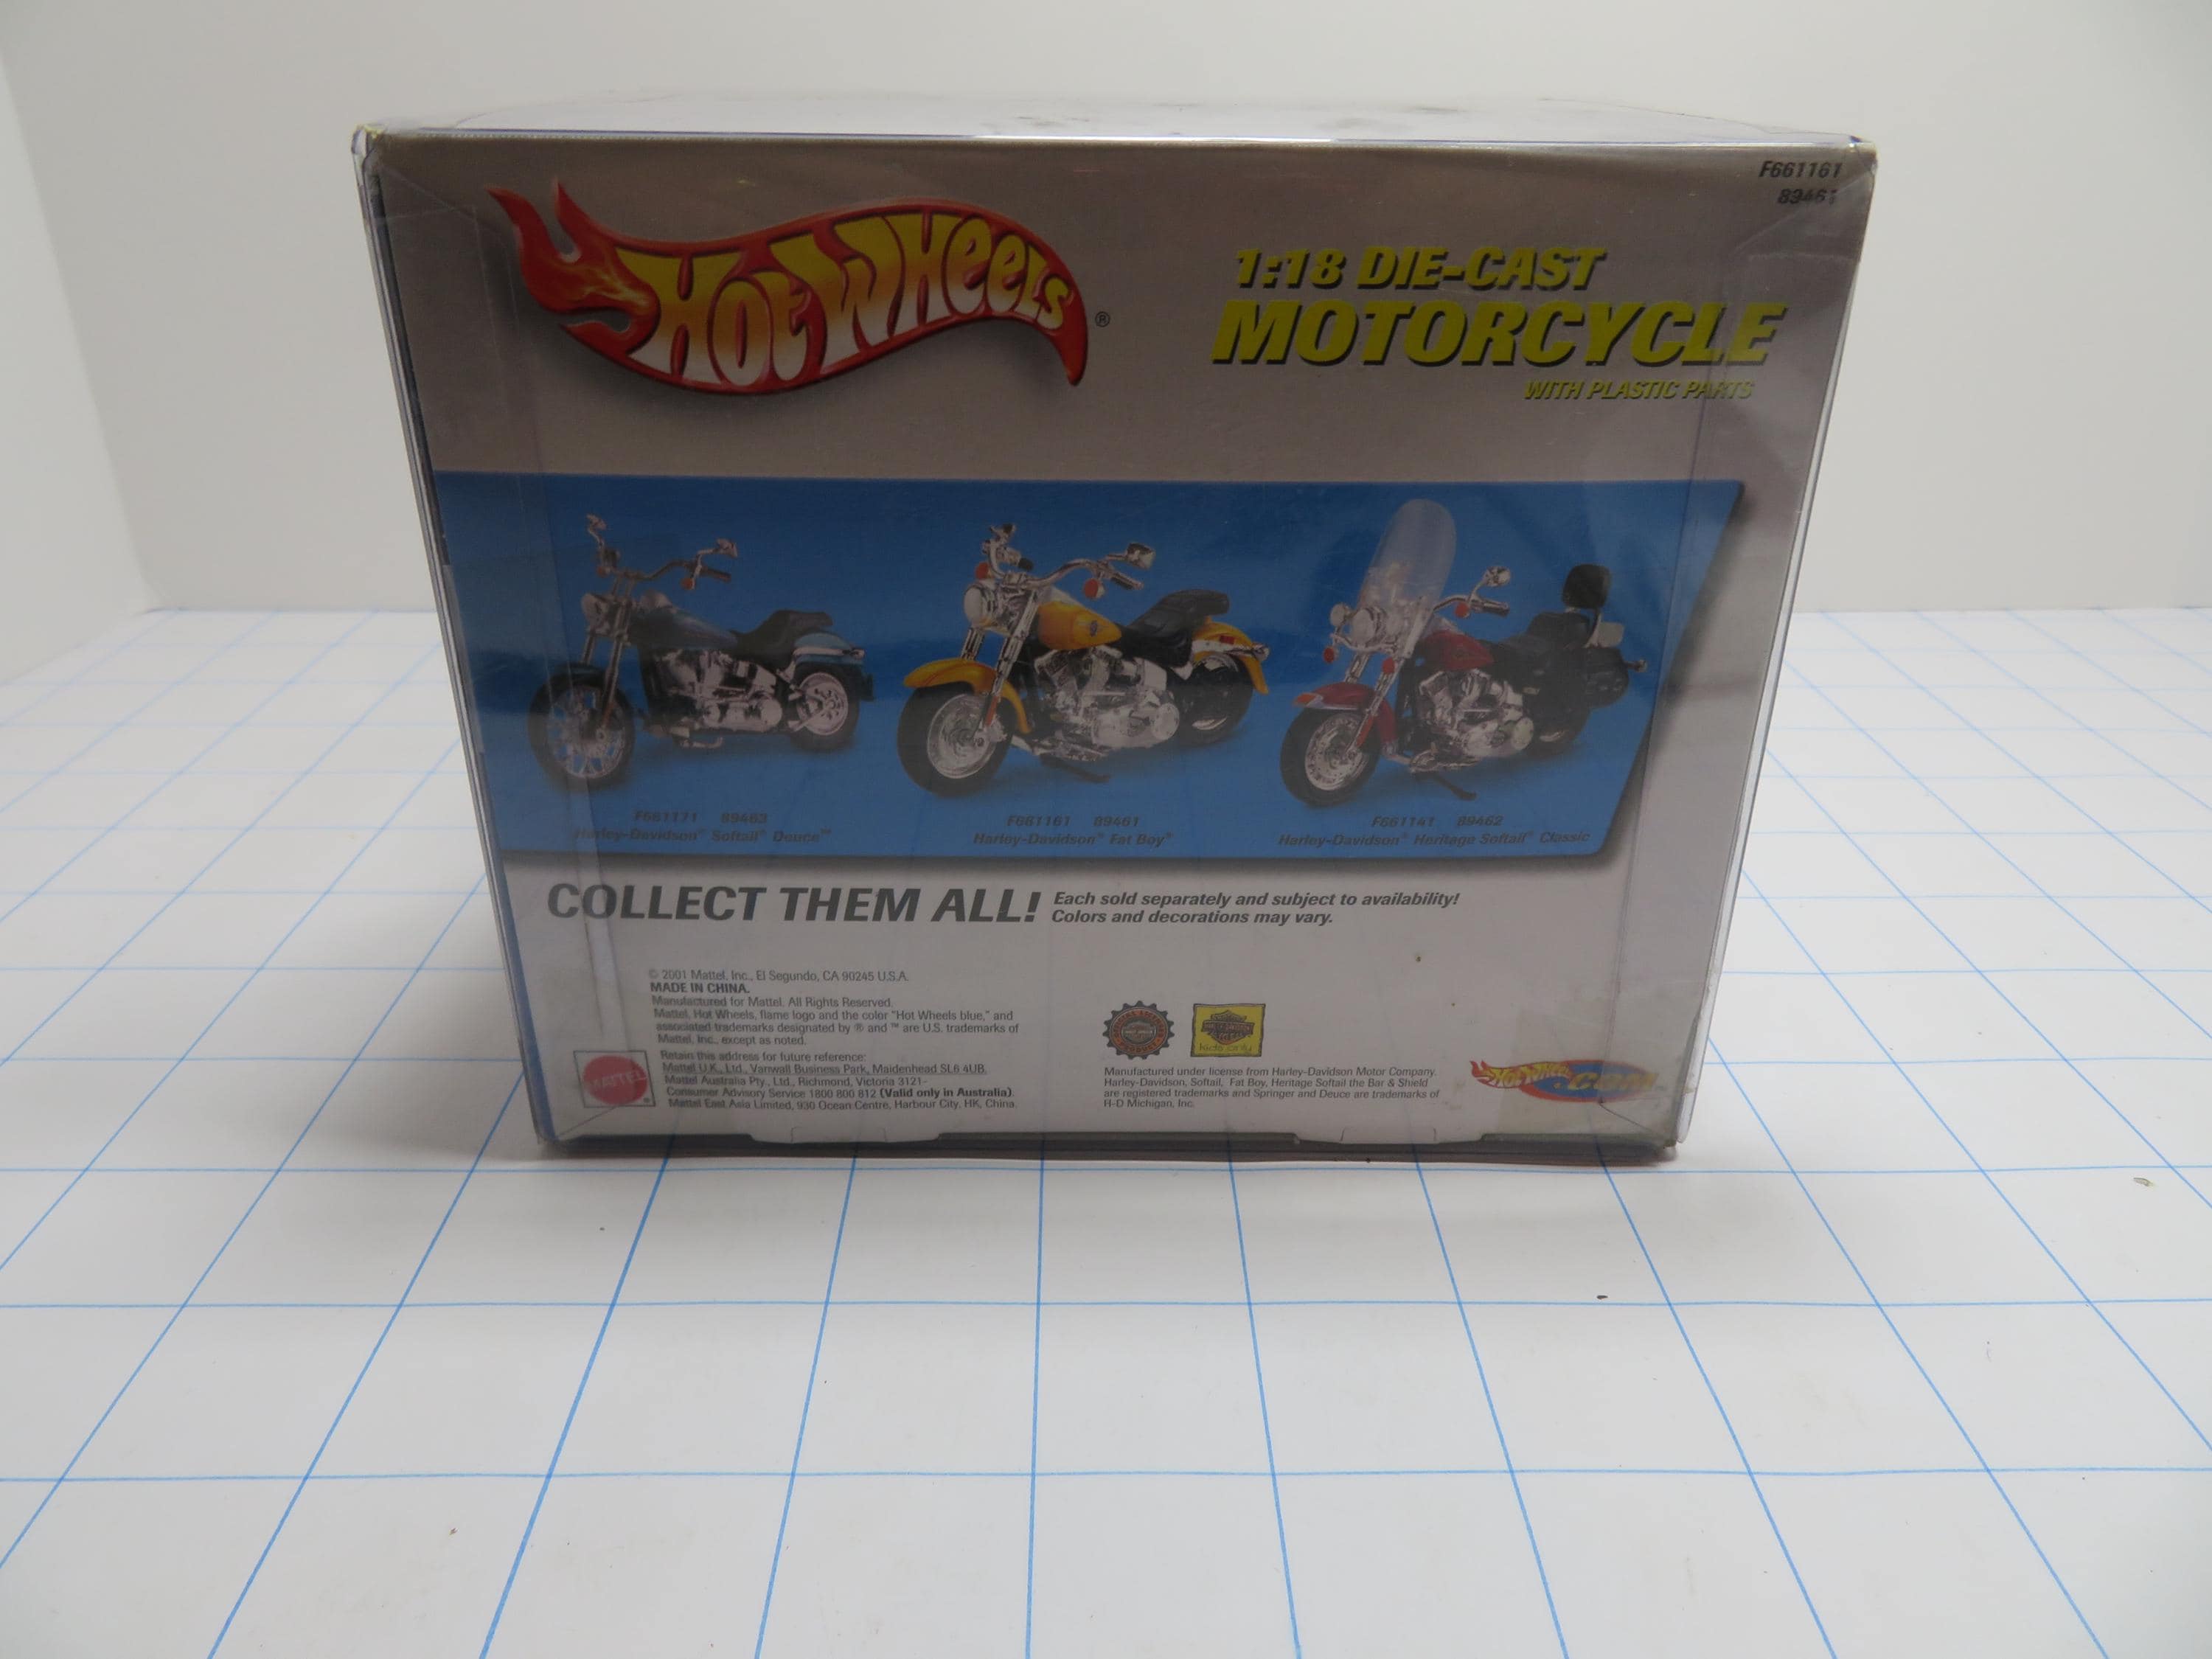 F661161
89461
HOT WHEELS®
1:18 DIE-CAST
MOTORCYCLE
WITH PLASTIC PARTS
F661171 89463
Harley-Davidson® Softail® Deuce™
F661161 89461
Harley-Davidson® Fat Boy®
F661141 89462
Harley-Davidson® Heritage Softail® Classic
COLLECT THEM ALL!
Each sold separately and subject to availability!
Colors and decorations may vary.
© 2001 Mattel, Inc., El Segundo, CA 90245 U.S.A.
MADE IN CHINA.
Manufactured for Mattel. All Rights Reserved.
Mattel, Hot Wheels, flame logo and the color "Hot Wheels blue," and
associated trademarks designated by ® and ™ are U.S. trademarks of
Mattel, Inc., except as noted.
Retain this address for future reference:
Mattel U.K., Ltd., Vanwall Business Park, Maidenhead SL6 4UB.
Mattel Australia Pty., Ltd., Richmond, Victoria 3121-
Consumer Advisory Service 1800 800 812 (Valid only in Australia).
Mattel East Asia Limited, 930 Ocean Centre, Harbour City, HK, China.
MATTEL®
kids only
Manufactured under license from Harley-Davidson Motor Company.
Harley-Davidson, Softail, Fat Boy, Heritage Softail the Bar & Shield
are registered trademarks and Springer and Deuce are trademarks of
H-D Michigan, Inc.
HOT WHEELS.COM